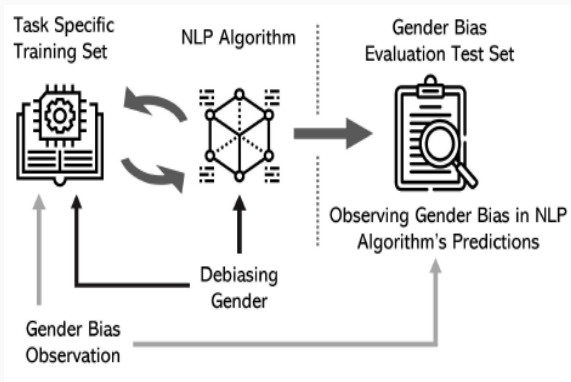 Task Specific
Training Set
NLP Algorithm
Gender Bias
Evaluation Test Set
Observing Gender Bias in NLP
Algorithm's Predictions
Debiasing
Gender
Gender Bias
Observation